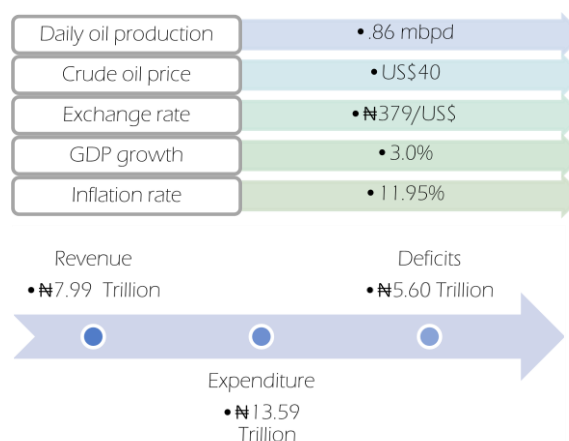 Daily oil production
• .86 mbpd
Crude oil price
• US$40
Exchange rate
• ₦379/US$
GDP growth
• 3.0%
Inflation rate
• 11.95%
Revenue
• ₦7.99 Trillion
Deficits
• ₦5.60 Trillion
Expenditure
• ₦13.59
Trillion